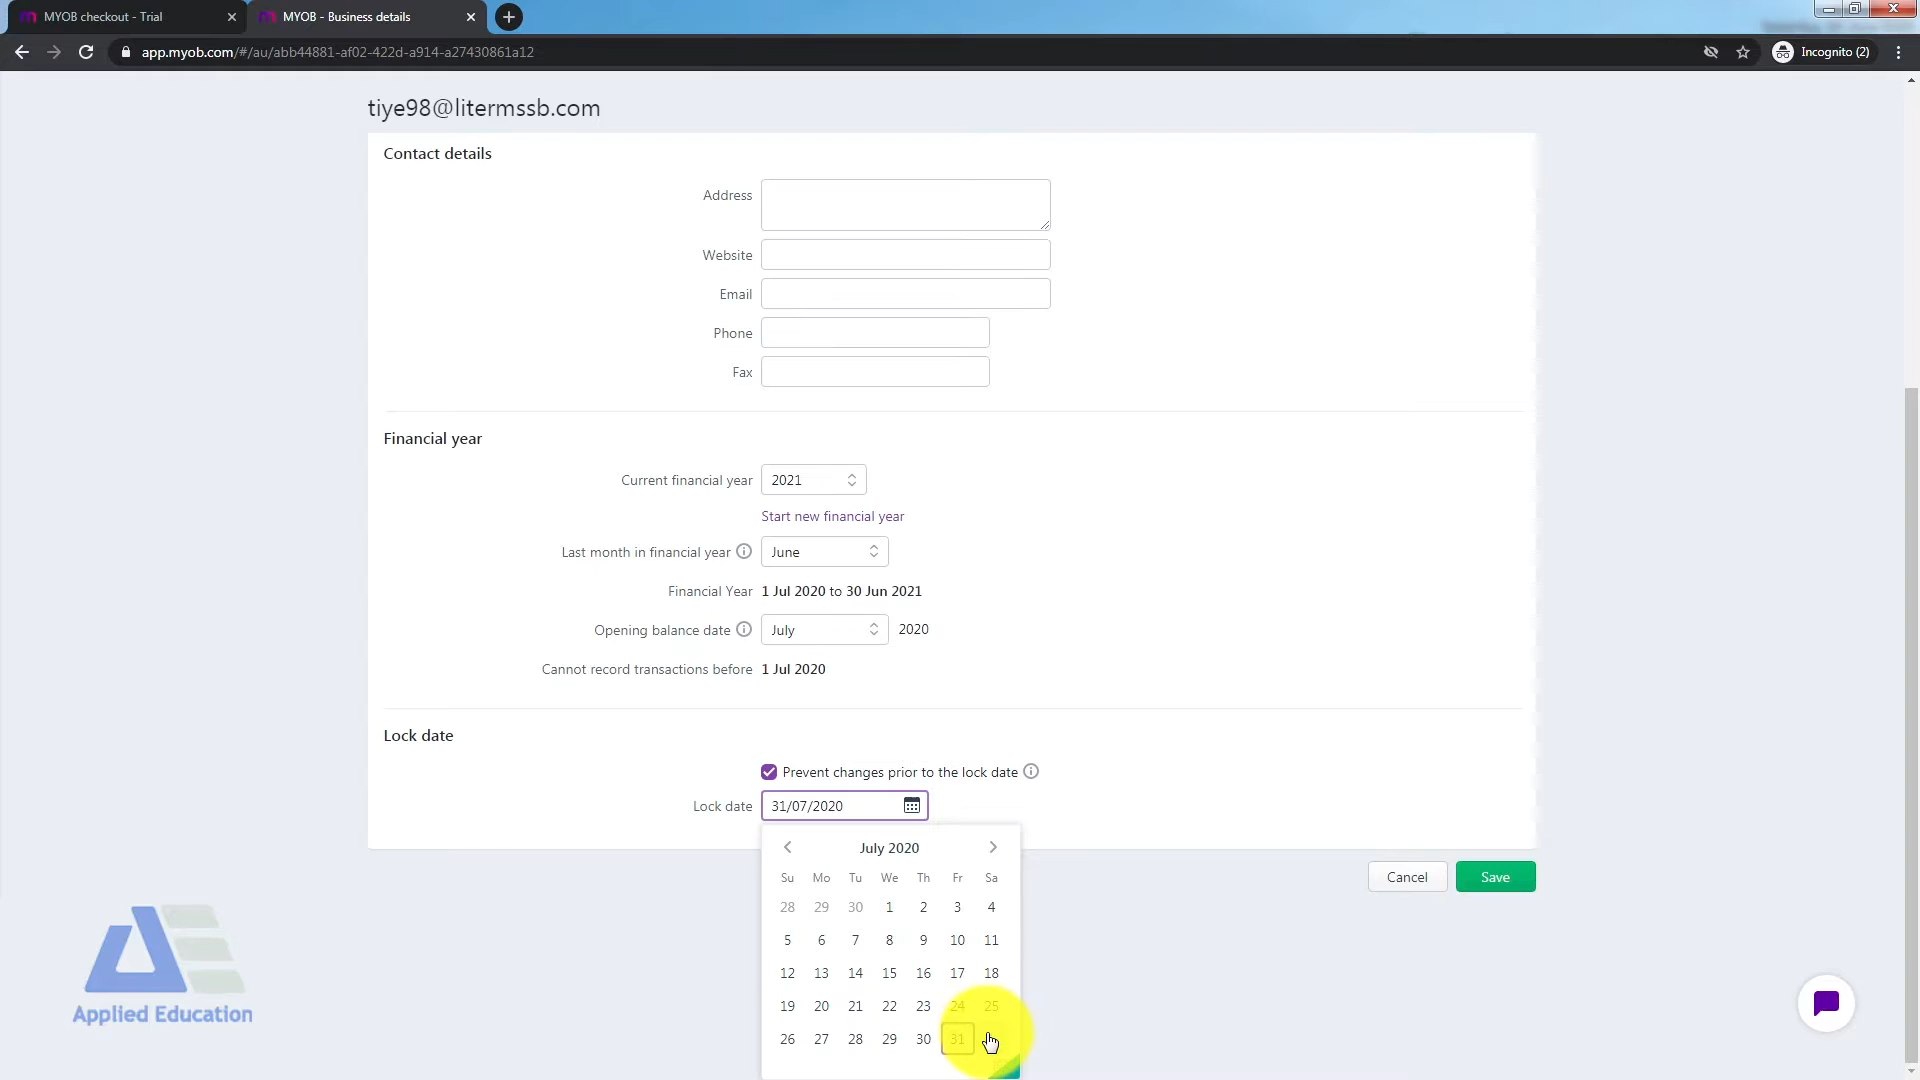 MYOB checkout - Trial
MYOB - Business details
app.myob.com/#/au/abb44881-af02-422d-a914-a27430861a12
Incognito (2)
tiye98@litermssb.com
Contact details
Address
Website
Email
Phone
Fax
Financial year
Current financial year 2021
Start new financial year
Last month in financial year June
Financial Year 1 Jul 2020 to 30 Jun 2021
Opening balance date July 2020
Cannot record transactions before 1 Jul 2020
Lock date
Prevent changes prior to the lock date
Lock date 31/07/2020
July 2020
Su Mo Tu We Th Fr Sa
28 29 30 1 2 3 4
5 6 7 8 9 10 11
12 13 14 15 16 17 18
19 20 21 22 23 24 25
26 27 28 29 30 31
Cancel Save
Applied Education